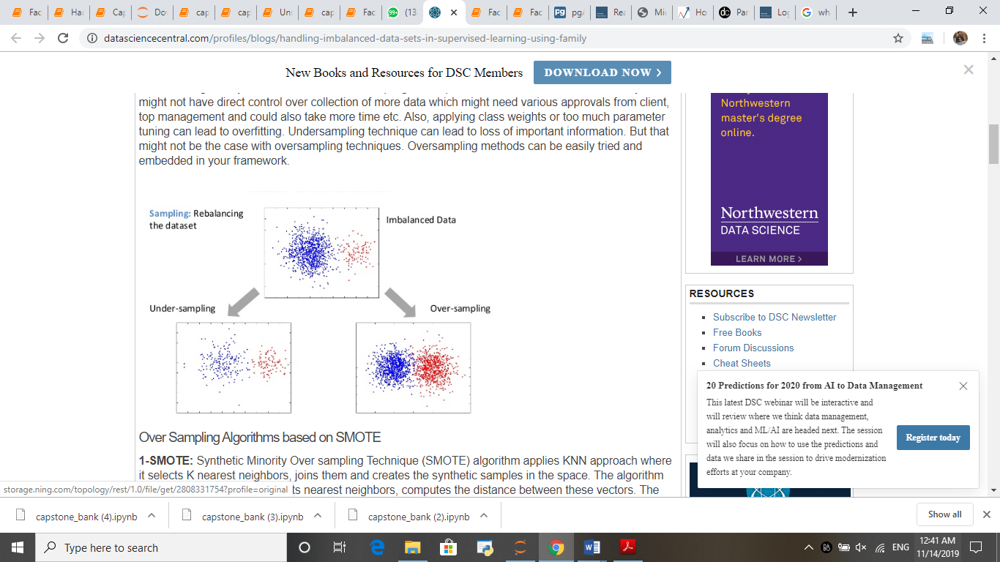 Fac
Ha
Cap
Do
cap
cap
Uns
cap
Fac
(13
Fac
Fac
pgA
Rea
Mi
Ho
Par
Log
wh
datasciencecentral.com/profiles/blogs/handling-imbalanced-data-sets-in-supervised-learning-using-family
New Books and Resources for DSC Members
DOWNLOAD NOW >
might not have direct control over collection of more data which might need various approvals from client,
top management and could also take more time etc. Also, applying class weights or too much parameter
tuning can lead to overfitting. Undersampling technique can lead to loss of important information. But that
might not be the case with oversampling techniques. Oversampling methods can be easily tried and
embedded in your framework.
Sampling: Rebalancing
the dataset
Imbalanced Data
Under-sampling
Over-sampling
Over Sampling Algorithms based on SMOTE
1-SMOTE: Synthetic Minority Over sampling Technique (SMOTE) algorithm applies KNN approach where
it selects K nearest neighbors, joins them and creates the synthetic samples in the space. The algorithm
ts nearest neighbors, computes the distance between these vectors. The
storage.ning.com/topology/rest/1.0/file/get/2808331754?profile=original
Northwestern
master's degree
online.
Northwestern
DATA SCIENCE
LEARN MORE >
RESOURCES
Subscribe to DSC Newsletter
Free Books
Forum Discussions
Cheat Sheets
20 Predictions for 2020 from AI to Data Management
This latest DSC webinar will be interactive and
will review where we think data management,
analytics and ML/AI are headed next. The session
will also focus on how to use the predictions and
data we share in the session to drive modernization
efforts at your company.
Register today
capstone_bank (4).ipynb
capstone_bank (3).ipynb
capstone_bank (2).ipynb
Show all
Type here to search
ENG
12:41 AM
11/14/2019